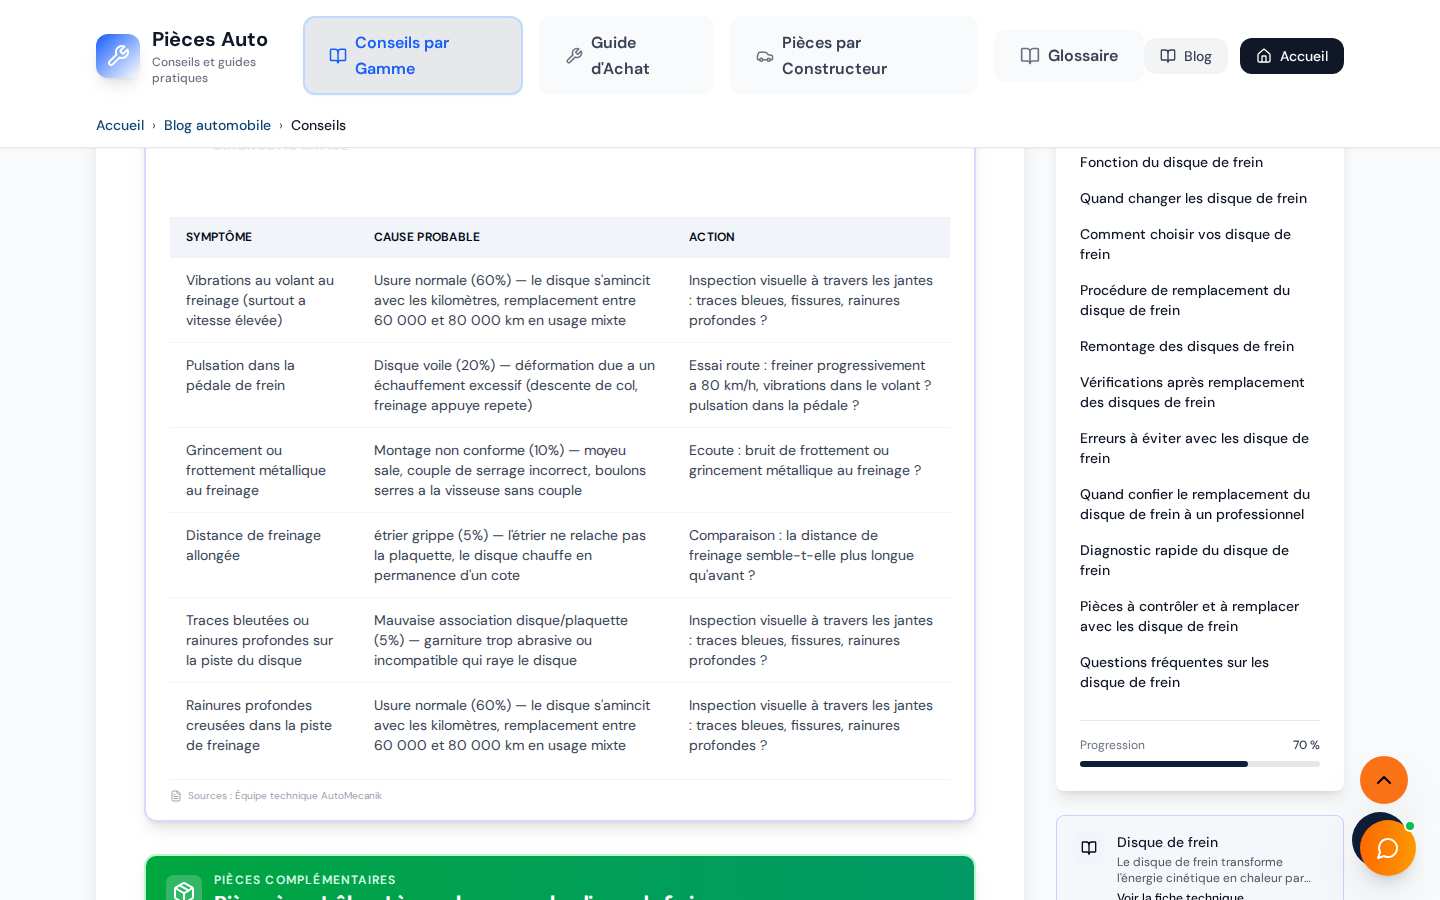 Pièces Auto
Conseils et guides
pratiques
Conseils par
Gamme
Guide
d'Achat
Pièces par
Constructeur
Glossaire
Blog
Accueil
Accueil › Blog automobile › Conseils
SYMPTÔME CAUSE PROBABLE ACTION
Vibrations au volant au
freinage (surtout a
vitesse élevée)
Usure normale (60%) — le disque s'amincit
avec les kilomètres, remplacement entre
60 000 et 80 000 km en usage mixte
Inspection visuelle à travers les jantes
: traces bleues, fissures, rainures
profondes ?
Pulsation dans la
pédale de frein
Disque voile (20%) — déformation due a un
échauffement excessif (descente de col,
freinage appuye repete)
Essai route : freiner progressivement
a 80 km/h, vibrations dans le volant ?
pulsation dans la pédale ?
Grincement ou
frottement métallique
au freinage
Montage non conforme (10%) — moyeu
sale, couple de serrage incorrect, boulons
serres a la visseuse sans couple
Ecoute : bruit de frottement ou
grincement métallique au freinage ?
Distance de freinage
allongée
étrier grippe (5%) — l'étrier ne relache pas
la plaquette, le disque chauffe en
permanence d'un cote
Comparaison : la distance de
freinage semble-t-elle plus longue
qu'avant ?
Traces bleutées ou
rainures profondes sur
la piste du disque
Mauvaise association disque/plaquette
(5%) — garniture trop abrasive ou
incompatible qui raye le disque
Inspection visuelle à travers les jantes
: traces bleues, fissures, rainures
profondes ?
Rainures profondes
creusées dans la piste
de freinage
Usure normale (60%) — le disque s'amincit
avec les kilomètres, remplacement entre
60 000 et 80 000 km en usage mixte
Inspection visuelle à travers les jantes
: traces bleues, fissures, rainures
profondes ?
Sources : Équipe technique AutoMecanik
PIÈCES COMPLÉMENTAIRES
Fonction du disque de frein
Quand changer les disque de frein
Comment choisir vos disque de
frein
Procédure de remplacement du
disque de frein
Remontage des disques de frein
Vérifications après remplacement
des disques de frein
Erreurs à éviter avec les disque de
frein
Quand confier le remplacement du
disque de frein à un professionnel
Diagnostic rapide du disque de
frein
Pièces à contrôler et à remplacer
avec les disque de frein
Questions fréquentes sur les
disque de frein
Progression 70 %
Disque de frein
Le disque de frein transforme
l'énergie cinétique en chaleur par...
Voir la fiche technique